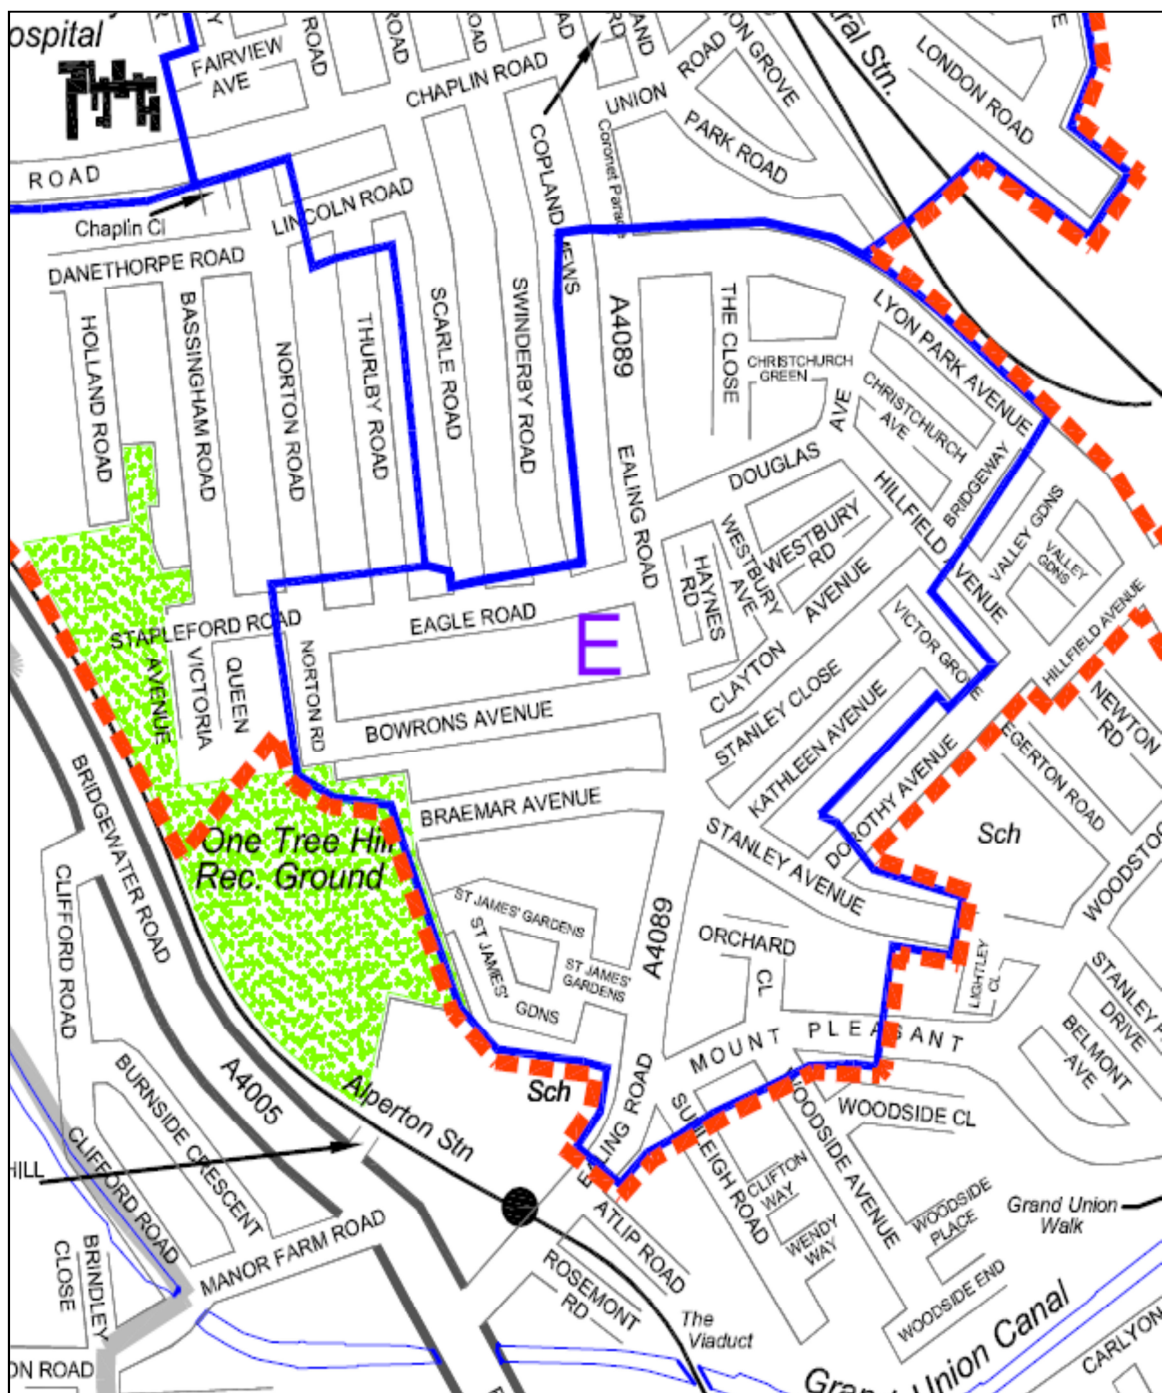 ospital
FAIRVIEW
AVE
ROAD
ROAD
ROAD
CHAPLIN ROAD
UNION
ROAD
ON GROVE
PARK ROAD
ral Stn.
LONDON ROAD
ROAD
Chaplin Cl
LINCOLN ROAD
COPLAND
MEWS
Coronet Parade
DANETHORPE ROAD
HOLLAND ROAD
BASSINGHAM ROAD
NORTON ROAD
THURLBY ROAD
SCARLE ROAD
SWINDERBY ROAD
A4089
THE CLOSE
CHRISTCHURCH
GREEN
LYON PARK AVENUE
CHRISTCHURCH
AVE
AVE
DOUGLAS
EALING ROAD
HILLFIELD AVENUE
BRIDGEWAY
VALLEY GDNS
VALLEY
GDNS
WESTBURY
RD
WESTBURY
AVE
HAYNES
RD
CLAYTON
AVENUE
VICTOR GROVE
HILLFIELD AVENUE
STAPLEFORD ROAD
AVENUE
VICTORIA
QUEEN
NORTON RD
EAGLE ROAD
E
BOWRONS AVENUE
STANLEY CLOSE
KATHLEEN AVENUE
DOROTHY AVENUE
NEWTON
RD
EGERTON ROAD
Sch
WOODSTOC
BRIDGEWATER ROAD
BRAEMAR AVENUE
One Tree Hill
Rec. Ground
STANLEY AVENUE
CLIFFORD ROAD
ST JAMES' GARDENS
ST JAMES'
GDNS
ST JAMES'
GARDENS
A4089
ORCHARD
CL
LIGHTLEY
CL
STANLEY P
DRIVE
BELMONT
AVE
MOUNT PLEASANT
A4005
BURNSIDE CRESCENT
Alperton Stn
Sch
EALING ROAD
SUNLEIGH ROAD
WOODSIDE AVENUE
WOODSIDE CL
HILL
CLIFFORD ROAD
CLIFTON
WAY
WENDY
WAY
WOODSIDE
PLACE
Grand Union
Walk
BRINDLEY
CLOSE
MANOR FARM ROAD
ATLIP ROAD
ROSEMONT
RD
The
Viaduct
WOODSIDE END
Grand Union Canal
CARLYON
ON ROAD